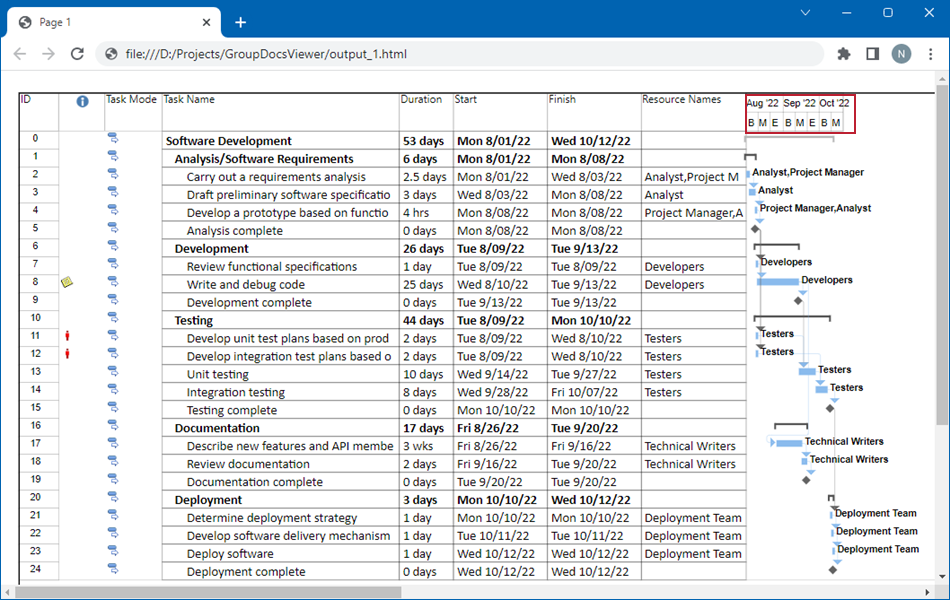 Page 1
file:///D:/Projects/GroupDocsViewer/output_1.html
N
ID Task Mode Task Name Duration Start Finish Resource Names Aug '22 Sep '22 Oct '22
B M E B M E B M
0 Software Development 53 days Mon 8/01/22 Wed 10/12/22
1 Analysis/Software Requirements 6 days Mon 8/01/22 Mon 8/08/22
2 Carry out a requirements analysis 2.5 days Mon 8/01/22 Wed 8/03/22 Analyst,Project M Analyst,Project Manager
3 Draft preliminary software specificatio 3 days Wed 8/03/22 Mon 8/08/22 Analyst Analyst
4 Develop a prototype based on functio 4 hrs Mon 8/08/22 Mon 8/08/22 Project Manager,A Project Manager,Analyst
5 Analysis complete 0 days Mon 8/08/22 Mon 8/08/22
6 Development 26 days Tue 8/09/22 Tue 9/13/22
7 Review functional specifications 1 day Tue 8/09/22 Tue 8/09/22 Developers Developers
8 Write and debug code 25 days Wed 8/10/22 Tue 9/13/22 Developers Developers
9 Development complete 0 days Tue 9/13/22 Tue 9/13/22
10 Testing 44 days Tue 8/09/22 Mon 10/10/22
11 Develop unit test plans based on prod 2 days Tue 8/09/22 Wed 8/10/22 Testers Testers
12 Develop integration test plans based o 2 days Tue 8/09/22 Wed 8/10/22 Testers Testers
13 Unit testing 10 days Wed 9/14/22 Tue 9/27/22 Testers Testers
14 Integration testing 8 days Wed 9/28/22 Fri 10/07/22 Testers Testers
15 Testing complete 0 days Mon 10/10/22 Mon 10/10/22
16 Documentation 17 days Fri 8/26/22 Tue 9/20/22
17 Describe new features and API membe 3 wks Fri 8/26/22 Fri 9/16/22 Technical Writers Technical Writers
18 Review documentation 2 days Fri 9/16/22 Tue 9/20/22 Technical Writers Technical Writers
19 Documentation complete 0 days Tue 9/20/22 Tue 9/20/22
20 Deployment 3 days Mon 10/10/22 Wed 10/12/22
21 Determine deployment strategy 1 day Mon 10/10/22 Mon 10/10/22 Deployment Team Deployment Team
22 Develop software delivery mechanism 1 day Tue 10/11/22 Tue 10/11/22 Deployment Team Deployment Team
23 Deploy software 1 day Wed 10/12/22 Wed 10/12/22 Deployment Team Deployment Team
24 Deployment complete 0 days Wed 10/12/22 Wed 10/12/22